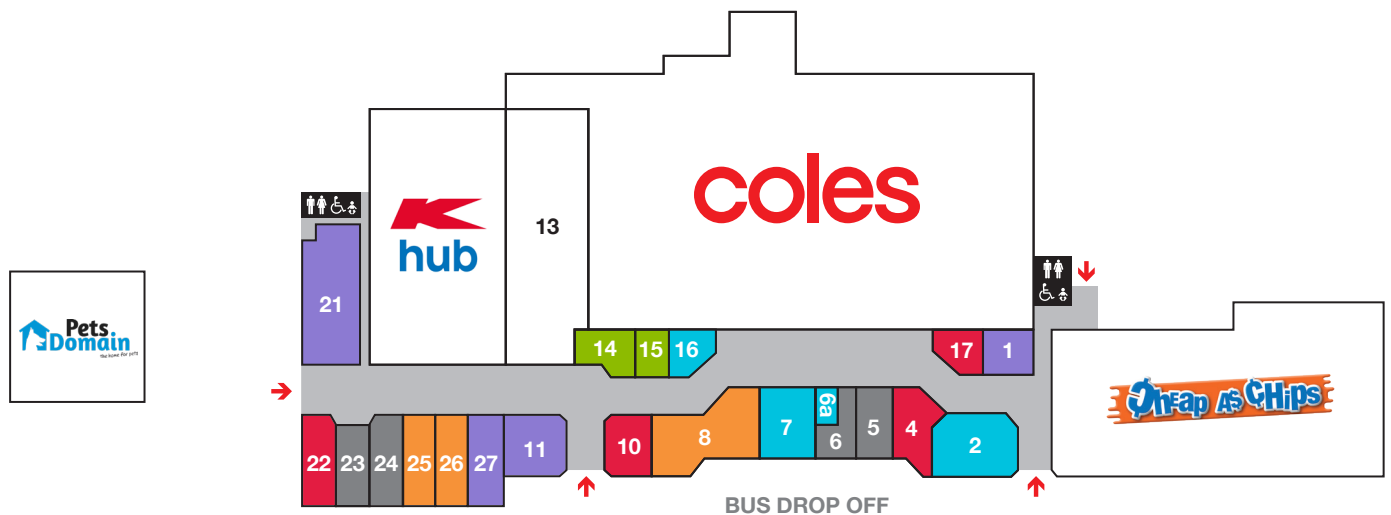 coles
K
hub
13
21
Pets
Domain
the home for pets
14
15
16
17
1
Cheap AS CHips
22
23
24
25
26
27
11
10
8
7
6a
6
5
4
2
BUS DROP OFF